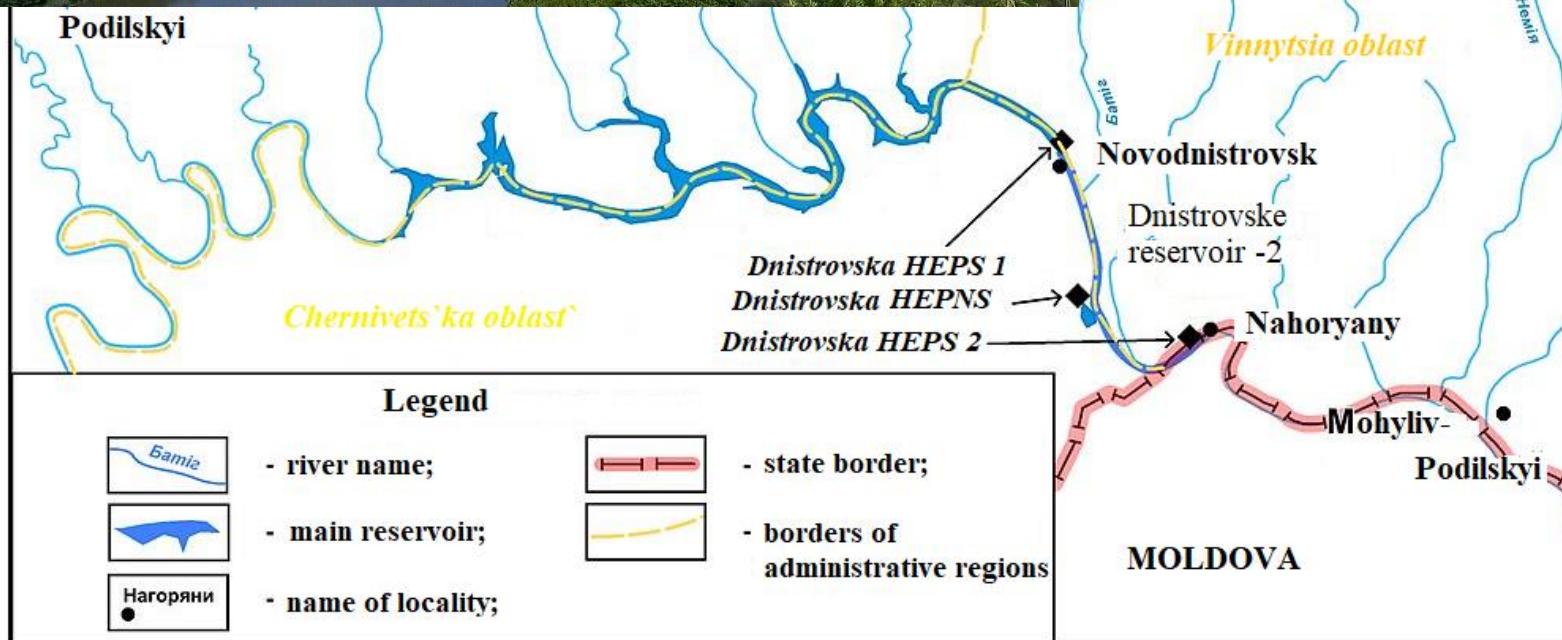 Podilskyi
Vinnytsia oblast
Немія
Батіг
Novodnistrovsk
Dnistrovske
reservoir -2
Dnistrovska HEPS 1
Dnistrovska HEPNS
Dnistrovska HEPS 2
Chernivets`ka oblast`
Nahoryany
Mohyliv-
Podilskyi
MOLDOVA
Legend
Батіг
- river name;
- main reservoir;
Нагоряни
- name of locality;
- state border;
- borders of
administrative regions